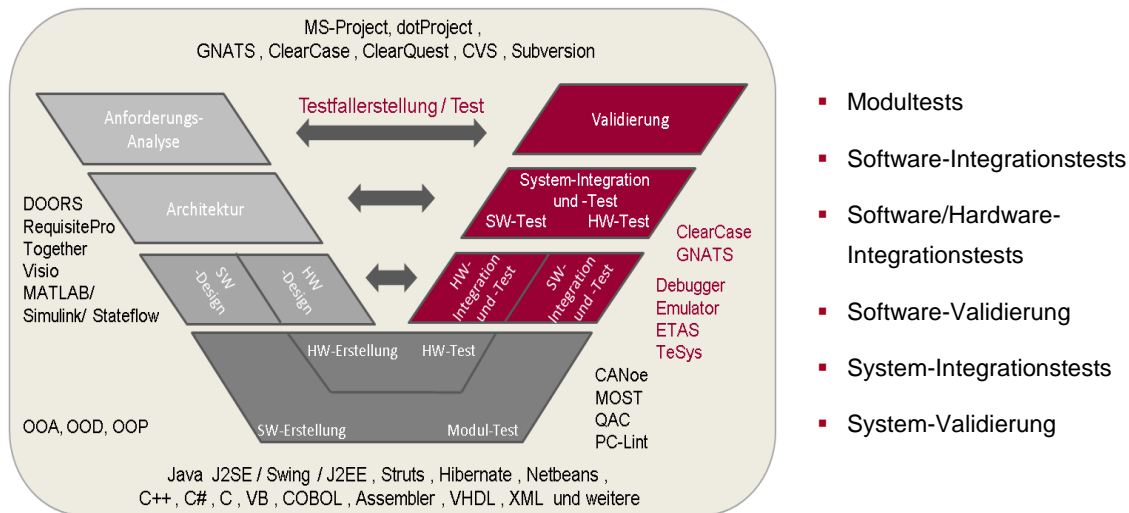 MS-Project, dotProject ,
GNATS , ClearCase , ClearQuest , CVS , Subversion
Anforderungs-
Analyse
Testfallerstellung / Test
Validierung
Architektur
System-Integration
und -Test
SW-Test HW-Test
DOORS
RequisitePro
Together
Visio
MATLAB/
Simulink/ Stateflow
SW
-Design
HW
-Design
HW-
Integration
und -Test
SW-
Integration
und -Test
ClearCase
GNATS
Debugger
Emulator
ETAS
TeSys
HW-Erstellung HW-Test
CANoe
MOST
QAC
PC-Lint
OOA, OOD, OOP
SW-Erstellung Modul-Test
Java J2SE / Swing / J2EE , Struts , Hibernate , Netbeans ,
C++ , C# , C , VB , COBOL , Assembler , VHDL , XML und weitere
▪ Modultests
▪ Software-Integrationstests
▪ Software/Hardware-
Integrationstests
▪ Software-Validierung
▪ System-Integrationstests
▪ System-Validierung